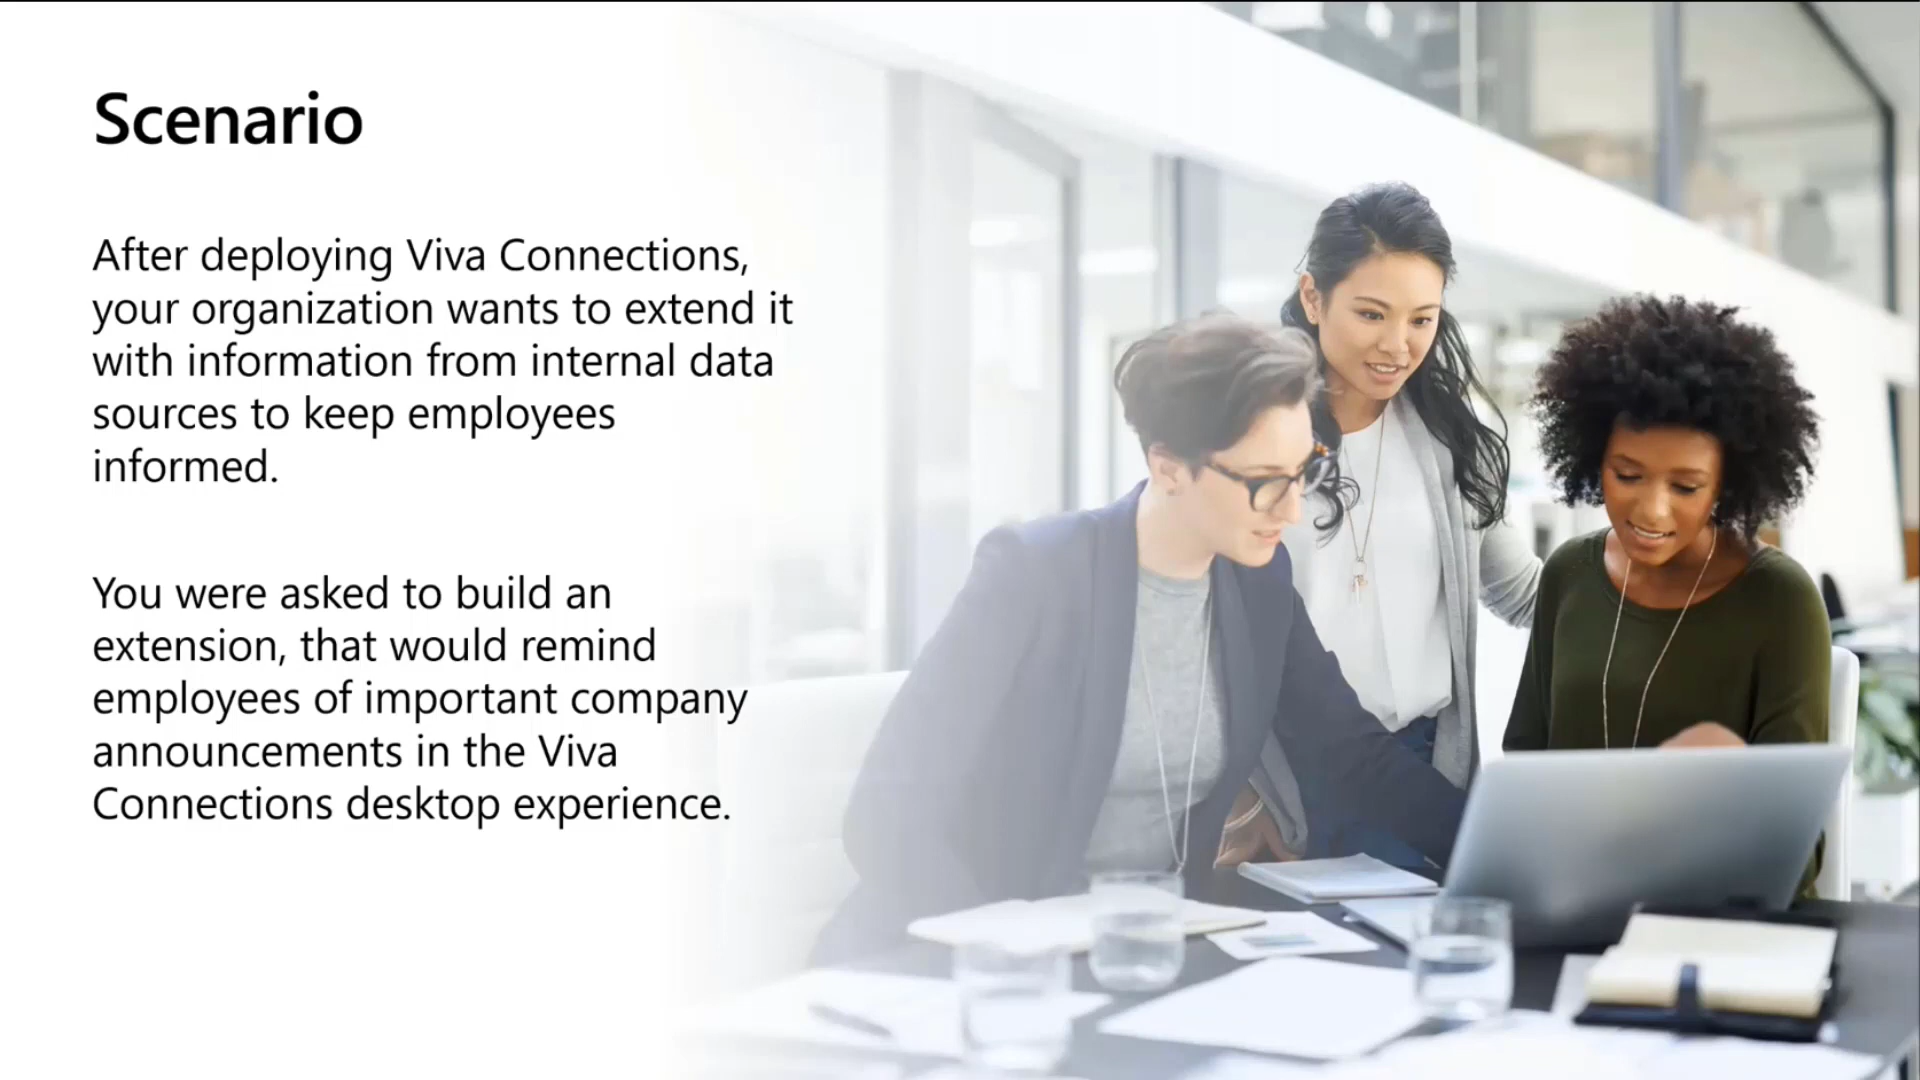 Scenario
After deploying Viva Connections,
your organization wants to extend it
with information from internal data
sources to keep employees
informed.
You were asked to build an
extension, that would remind
employees of important company
announcements in the Viva
Connections desktop experience.